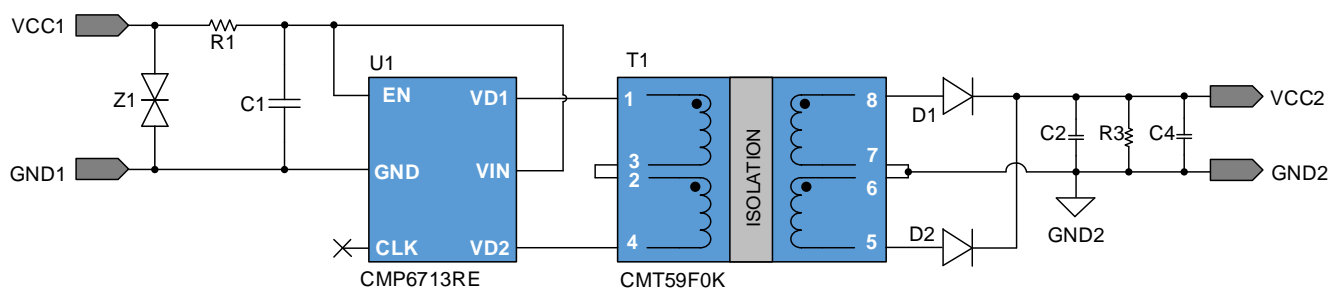 VCC1
R1
Z1
C1
GND1
U1
EN
VD1
GND
VIN
CLK
VD2
CMP6713RE
T1
1
3
2
4
ISOLATION
8
7
6
5
CMT59F0K
D1
D2
C2
R3
C4
VCC2
GND2
GND2